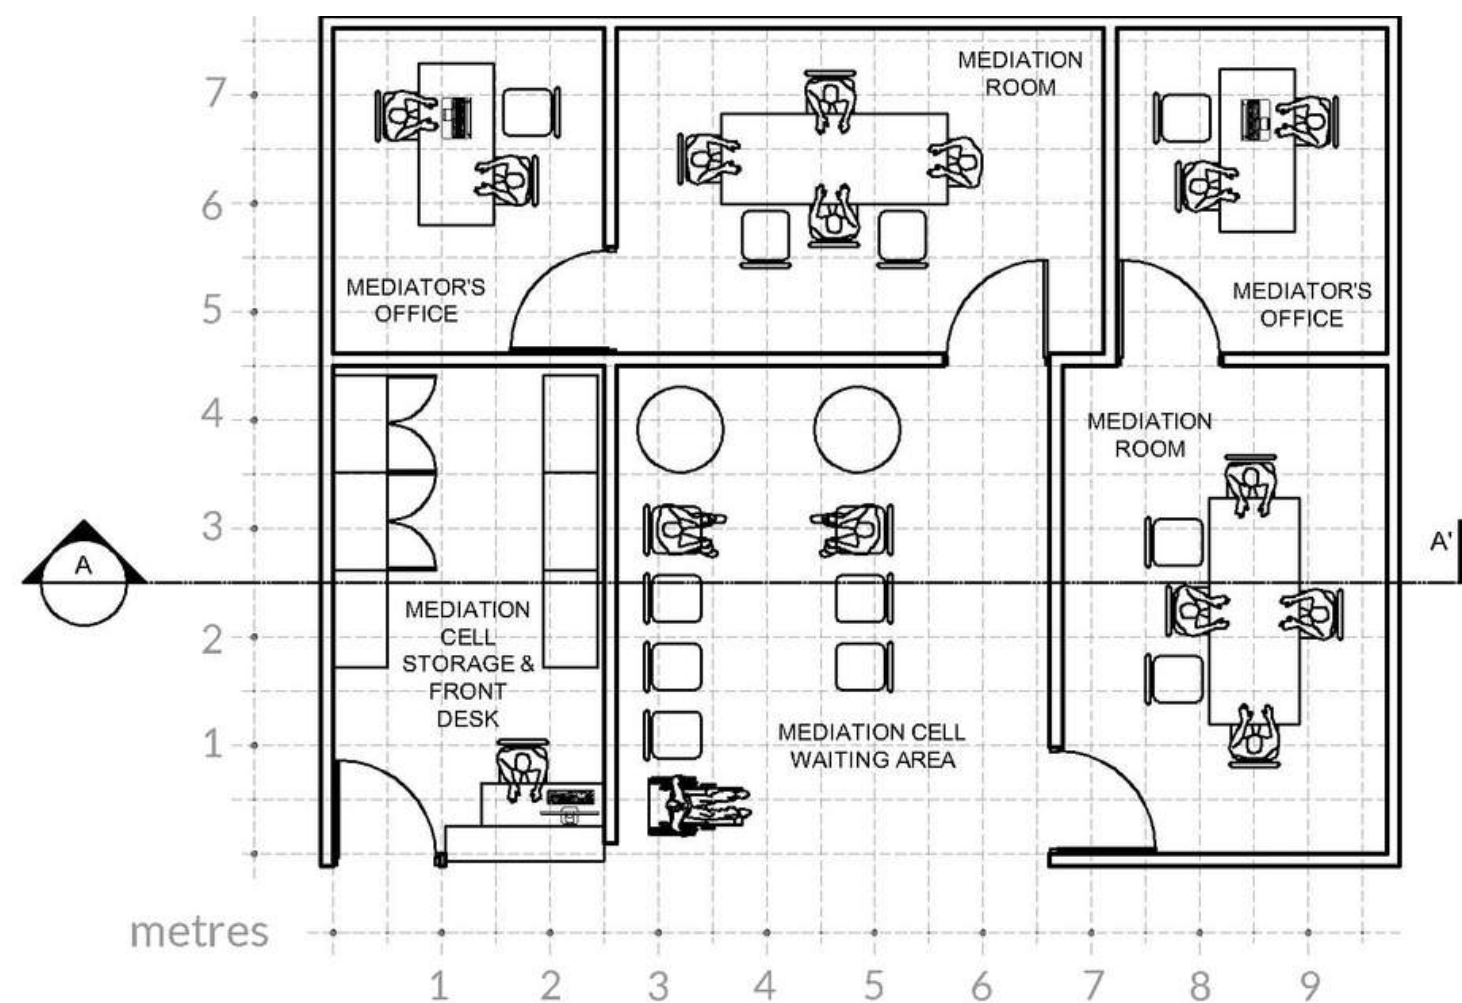 MEDIATION
ROOM
MEDIATOR'S
OFFICE
MEDIATOR'S
OFFICE
MEDIATION
ROOM
MEDIATION
CELL
STORAGE &
FRONT
DESK
MEDIATION CELL
WAITING AREA
A
A'
7
6
5
4
3
2
1
metres
1
2
3
4
5
6
7
8
9